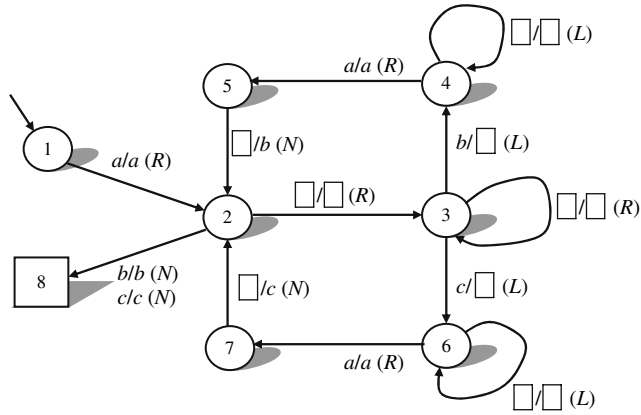 □/□ (L)
a/a (R)
5
4
1
□/b (N)
b/□ (L)
a/a (R)
□/□ (R)
2
3
□/□ (R)
8
b/b (N)
c/c (N)
□/c (N)
c/□ (L)
7
6
a/a (R)
□/□ (L)